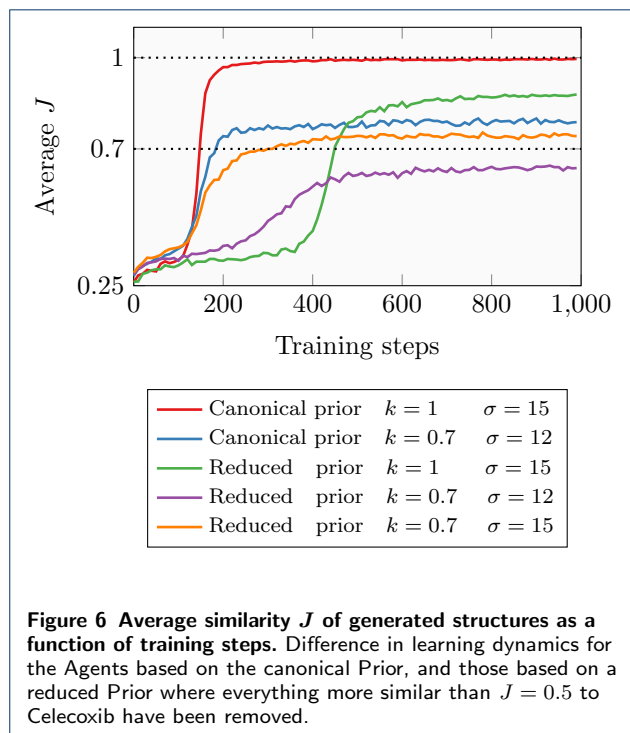 1
0.7
0.25
Average J
0 200 400 600 800 1,000
Training steps
Canonical prior k = 1 σ = 15
Canonical prior k = 0.7 σ = 12
Reduced prior k = 1 σ = 15
Reduced prior k = 0.7 σ = 12
Reduced prior k = 0.7 σ = 15
Figure 6 Average similarity J of generated structures as a
function of training steps. Difference in learning dynamics for
the Agents based on the canonical Prior, and those based on a
reduced Prior where everything more similar than J = 0.5 to
Celecoxib have been removed.